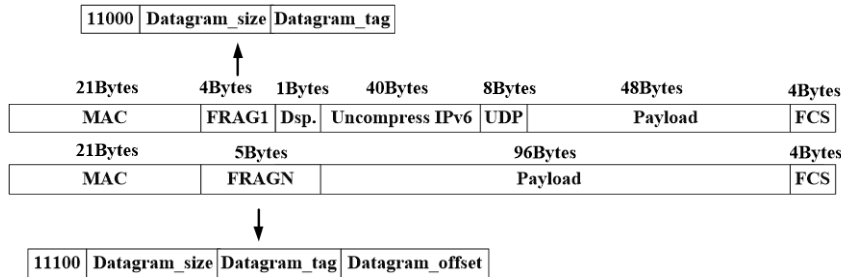 11000 Datagram_size Datagram_tag
21Bytes 4Bytes 1Bytes 40Bytes 8Bytes 48Bytes 4Bytes
MAC FRAG1 Dsp. Uncompress IPv6 UDP Payload FCS
21Bytes 5Bytes 96Bytes 4Bytes
MAC FRAGN Payload FCS
11100 Datagram_size Datagram_tag Datagram_offset